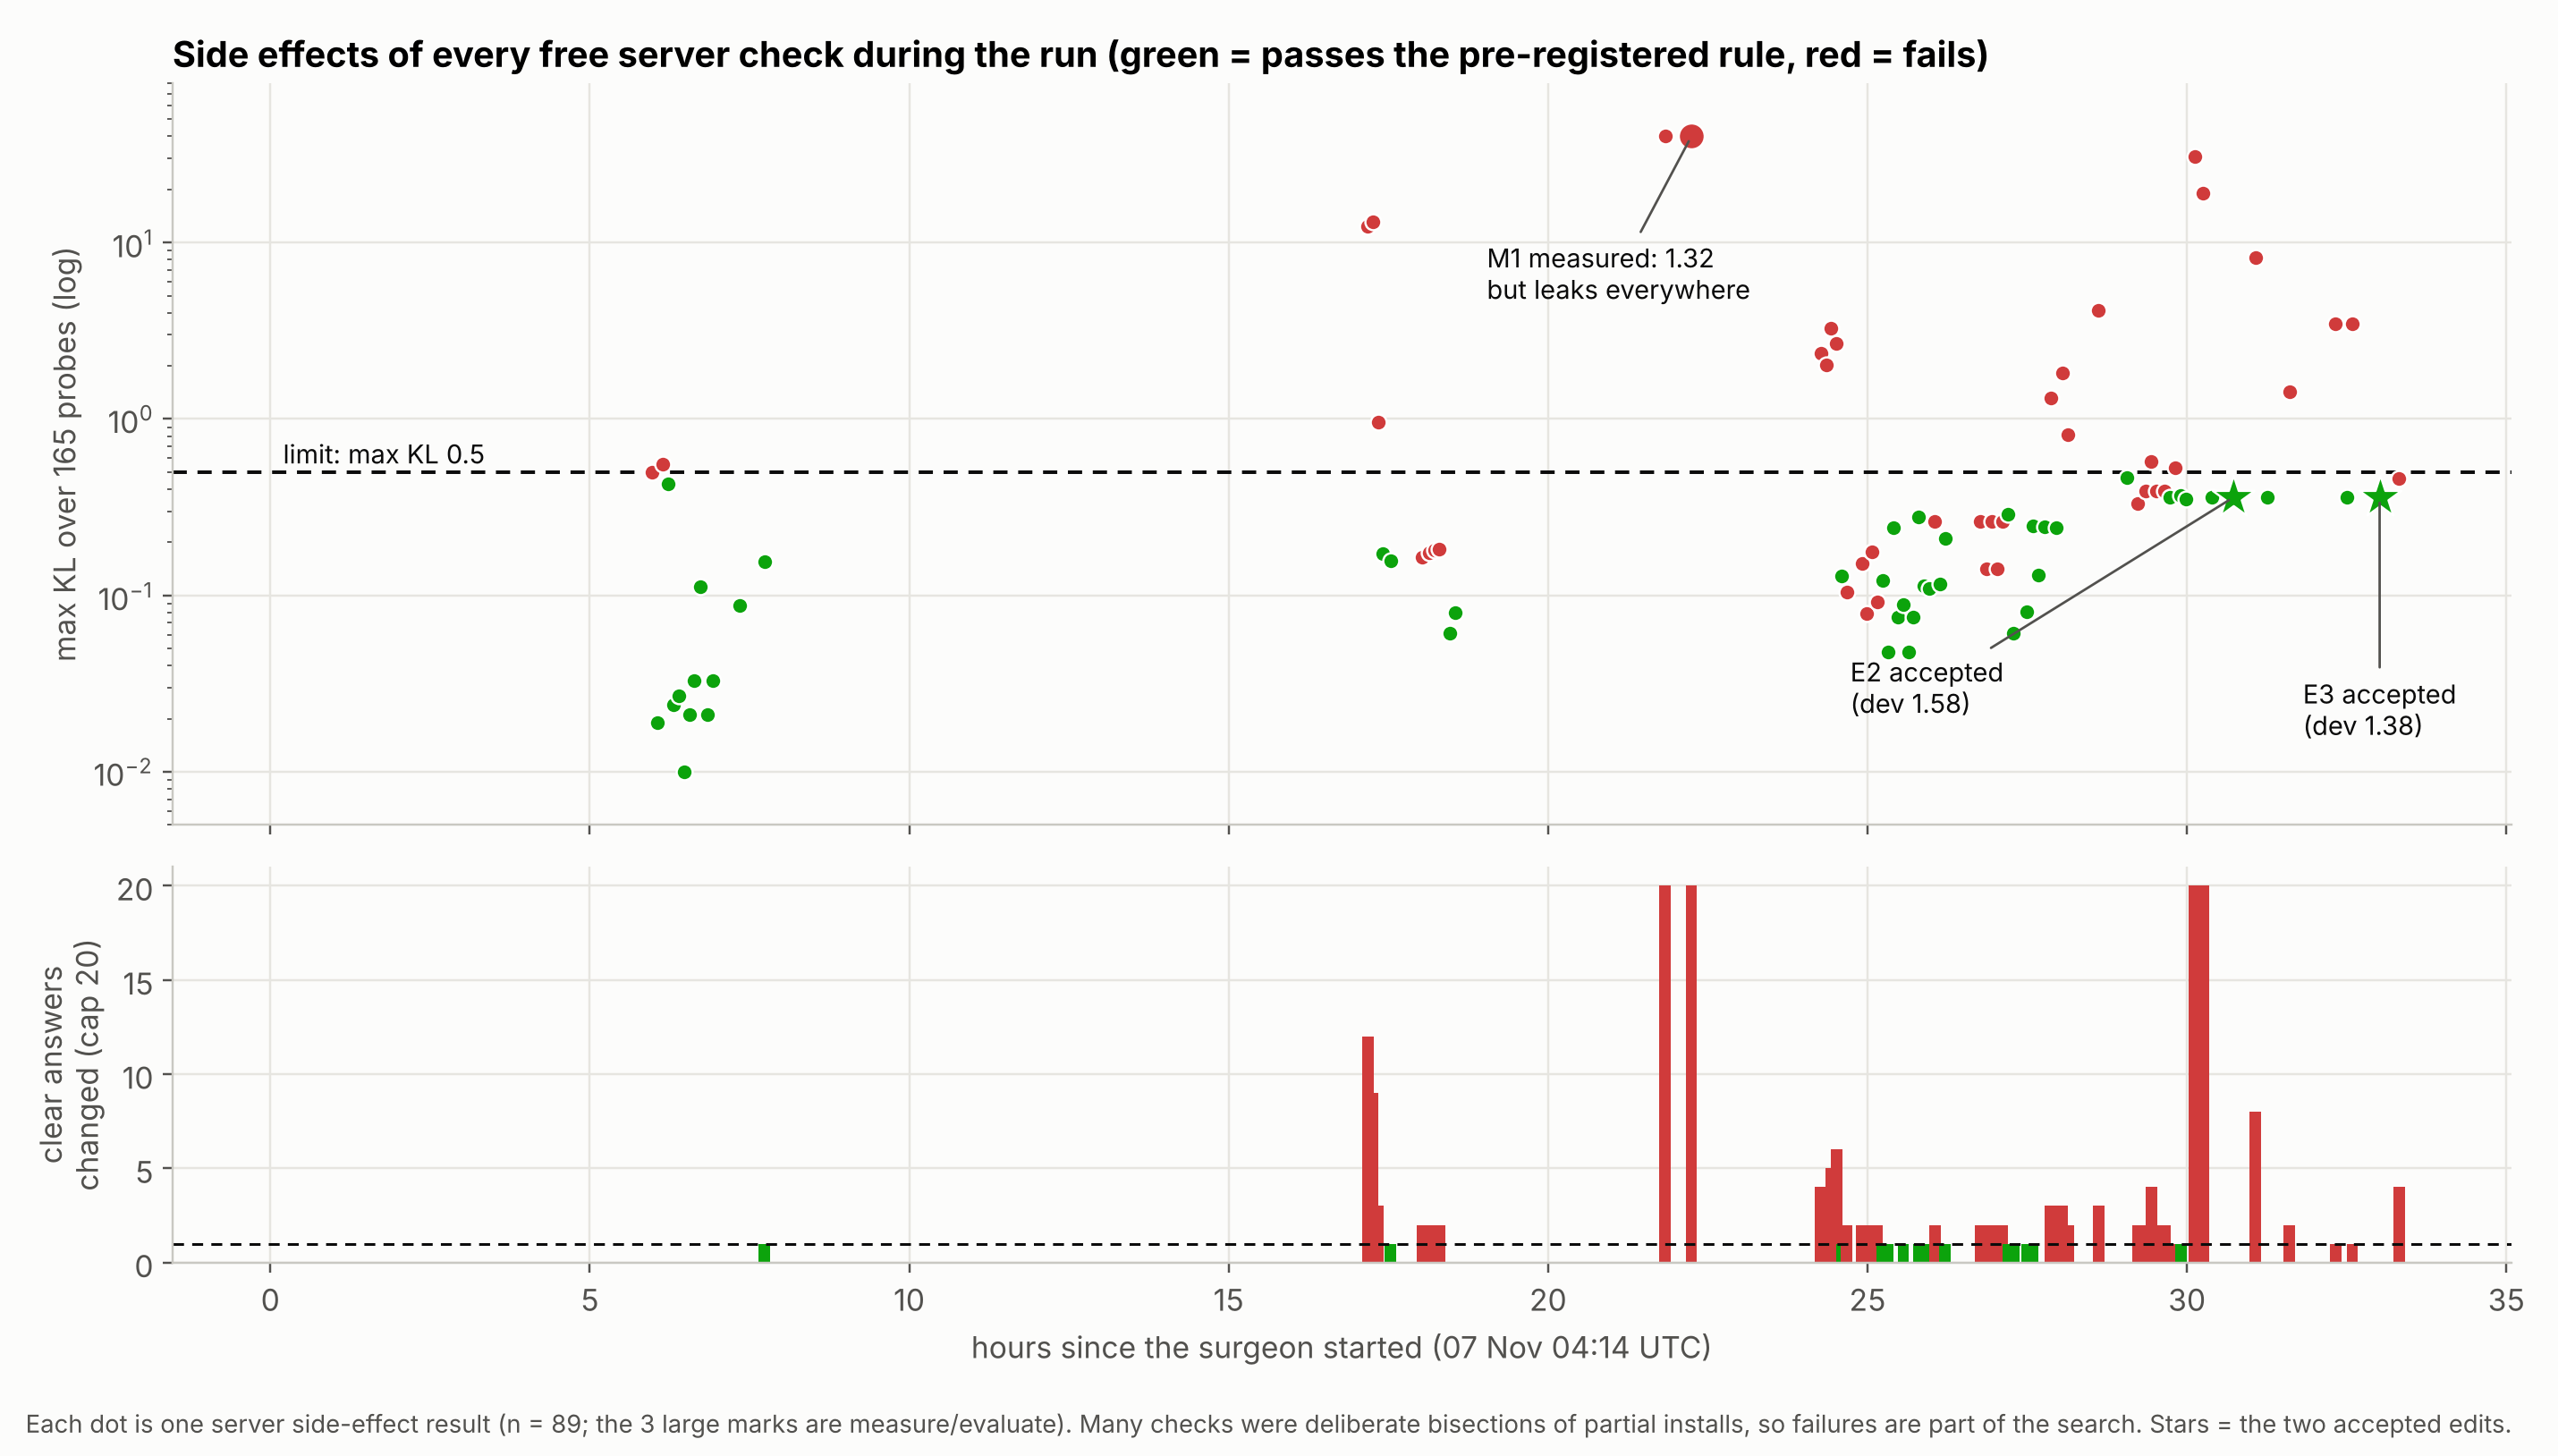 Side effects of every free server check during the run (green = passes the pre-registered rule, red = fails)
max KL over 165 probes (log)
10¹
10⁰
10⁻¹
10⁻²
limit: max KL 0.5
M1 measured: 1.32
but leaks everywhere
E2 accepted
(dev 1.58)
E3 accepted
(dev 1.38)
clear answers
changed (cap 20)
20
15
10
5
0
0 5 10 15 20 25 30 35
hours since the surgeon started (07 Nov 04:14 UTC)
Each dot is one server side-effect result (n = 89; the 3 large marks are measure/evaluate). Many checks were deliberate bisections of partial installs, so failures are part of the search. Stars = the two accepted edits.